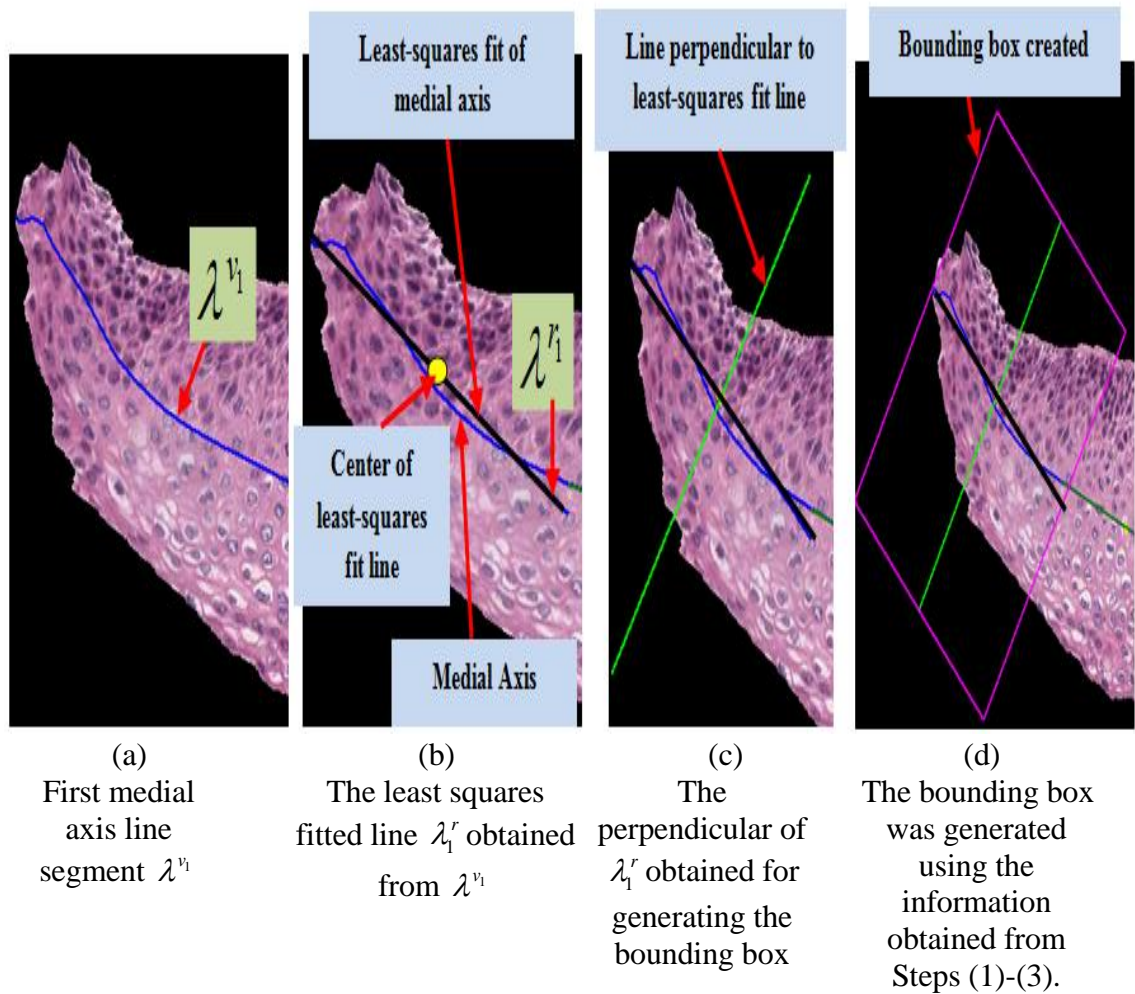 Least-squares fit of
medial axis
Line perpendicular to
least-squares fit line
Bounding box created
λ^{v₁}
λ^{r₁}
Center of
least-squares
fit line
Medial Axis
(a)
First medial
axis line
segment λ^{v₁}
(b)
The least squares
fitted line λ₁^r obtained
from λ^{v₁}
(c)
The
perpendicular of
λ₁^r obtained for
generating the
bounding box
(d)
The bounding box
was generated
using the
information
obtained from
Steps (1)-(3).